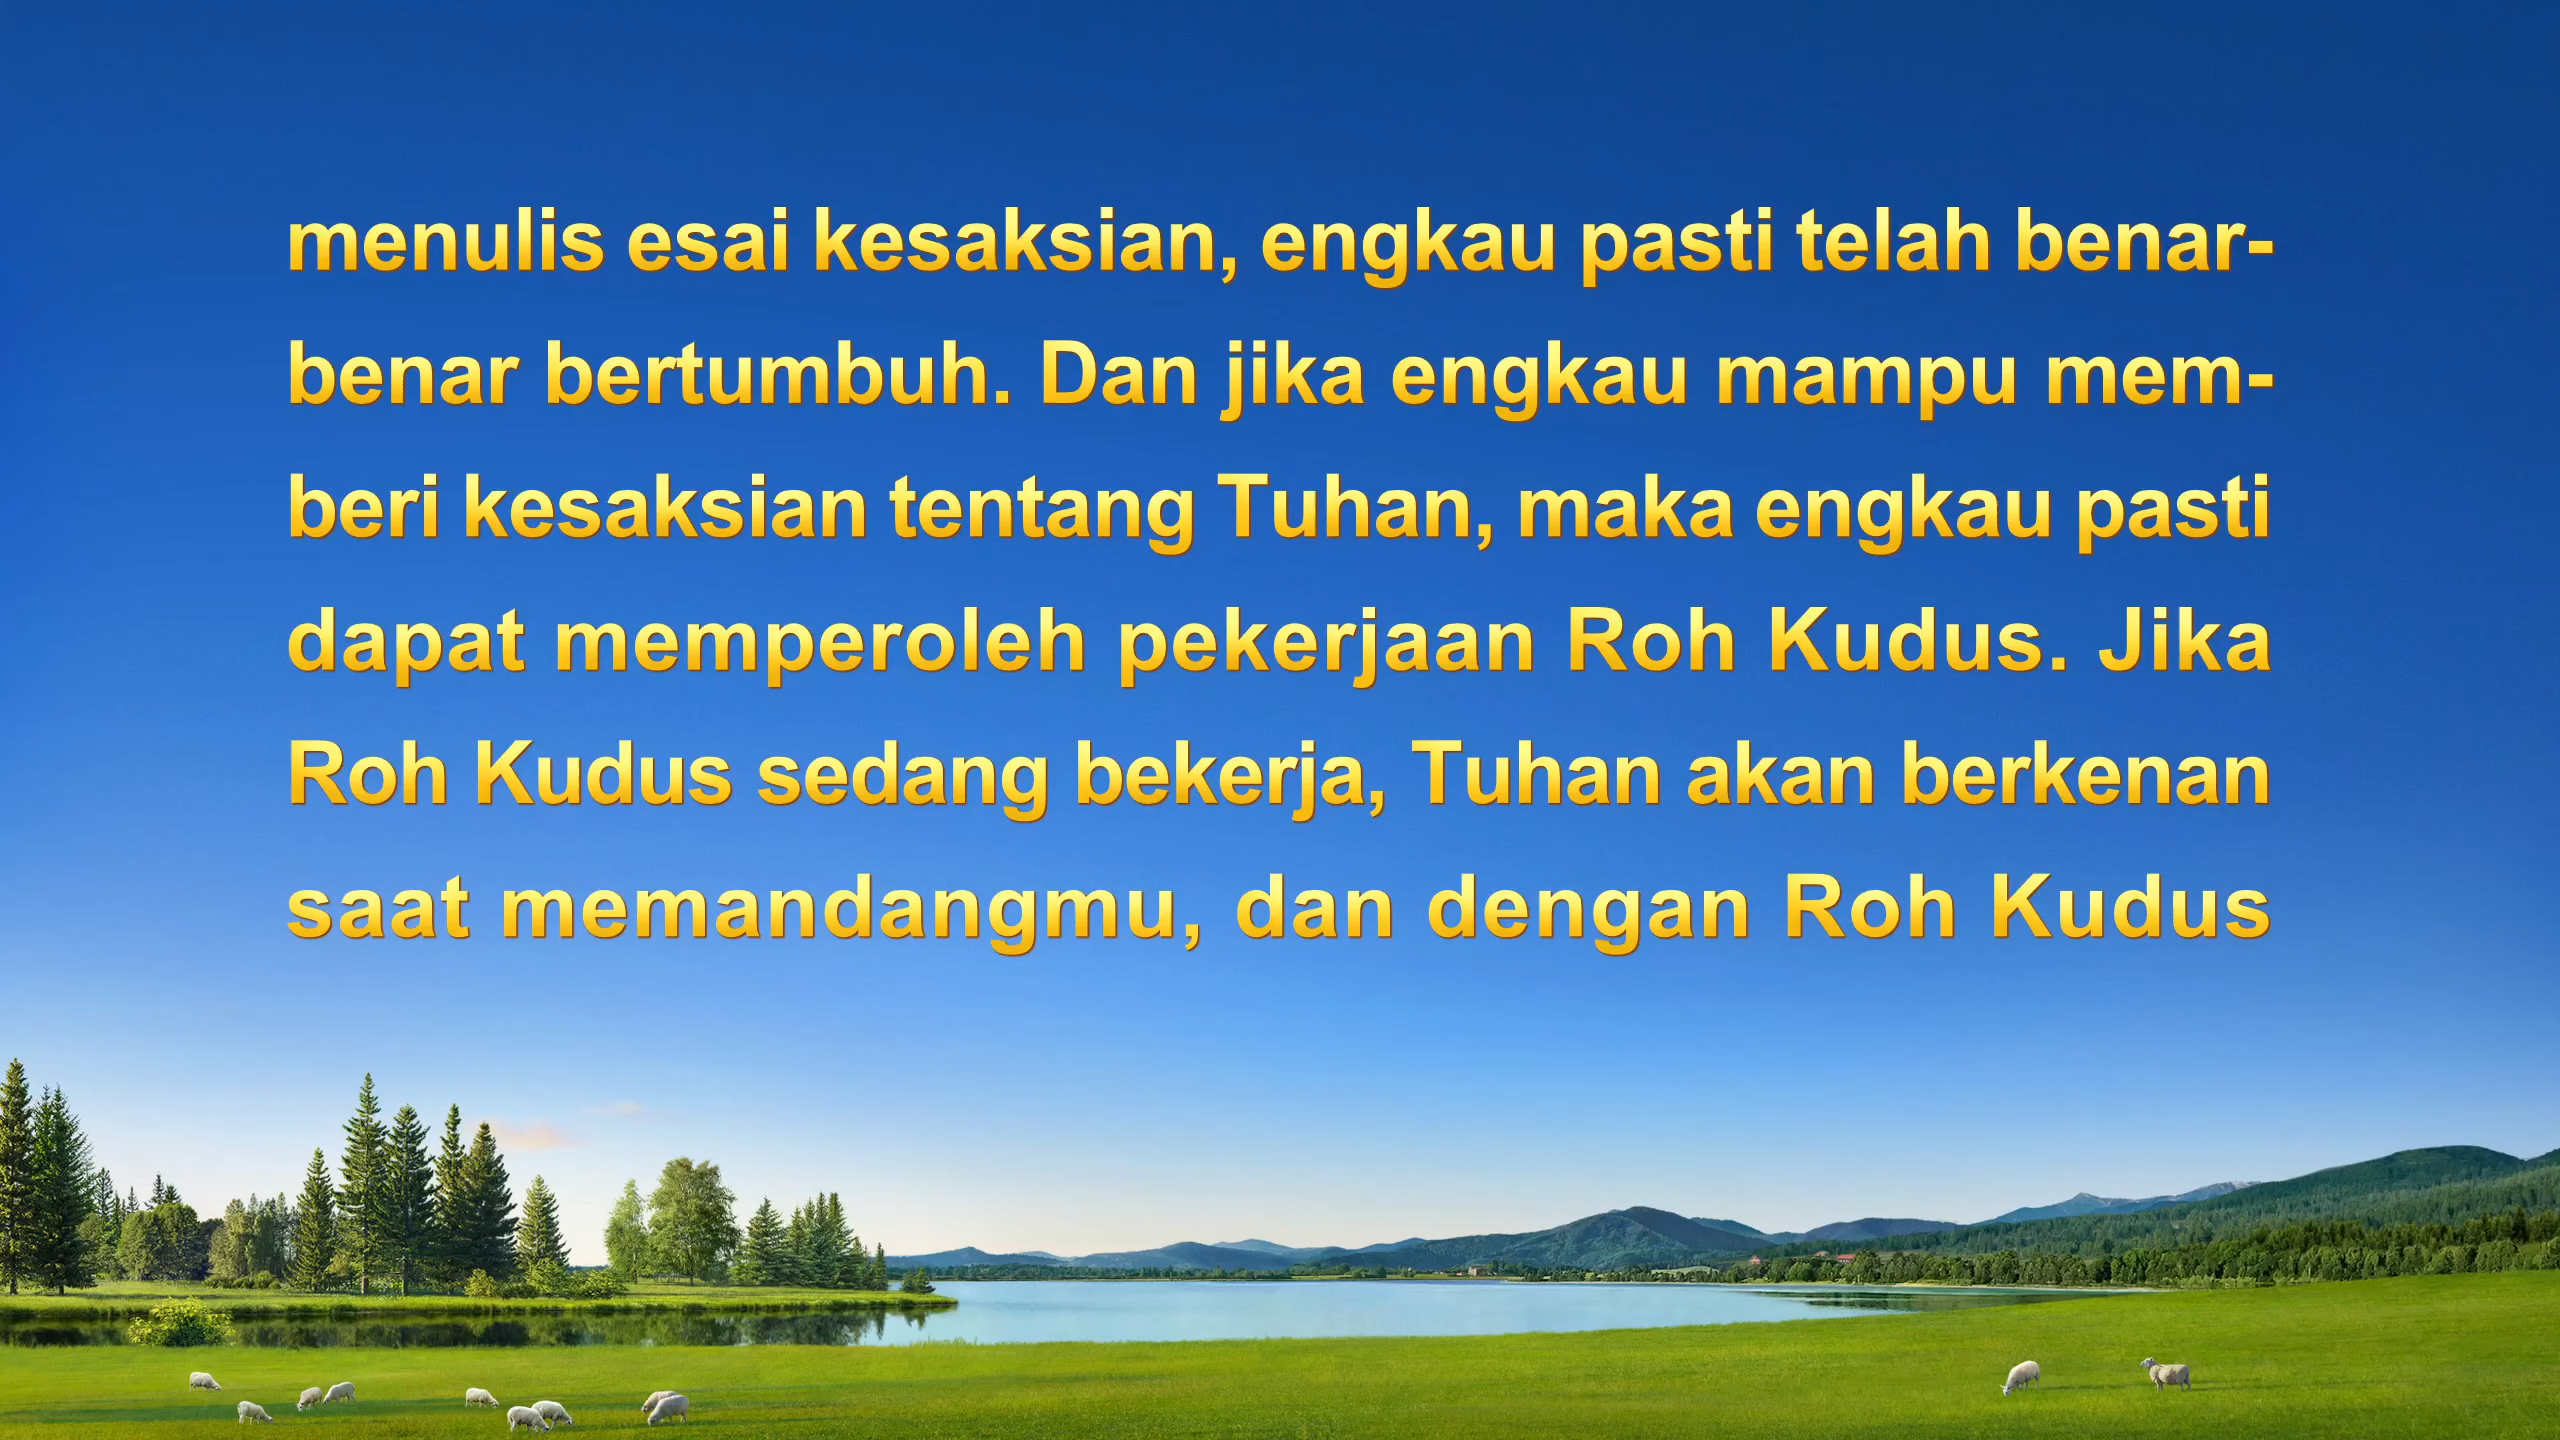 menulis esai kesaksian, engkau pasti telah benar-
benar bertumbuh. Dan jika engkau mampu mem-
beri kesaksian tentang Tuhan, maka engkau pasti
dapat memperoleh pekerjaan Roh Kudus. Jika
Roh Kudus sedang bekerja, Tuhan akan berkenan
saat memandangmu, dan dengan Roh Kudus